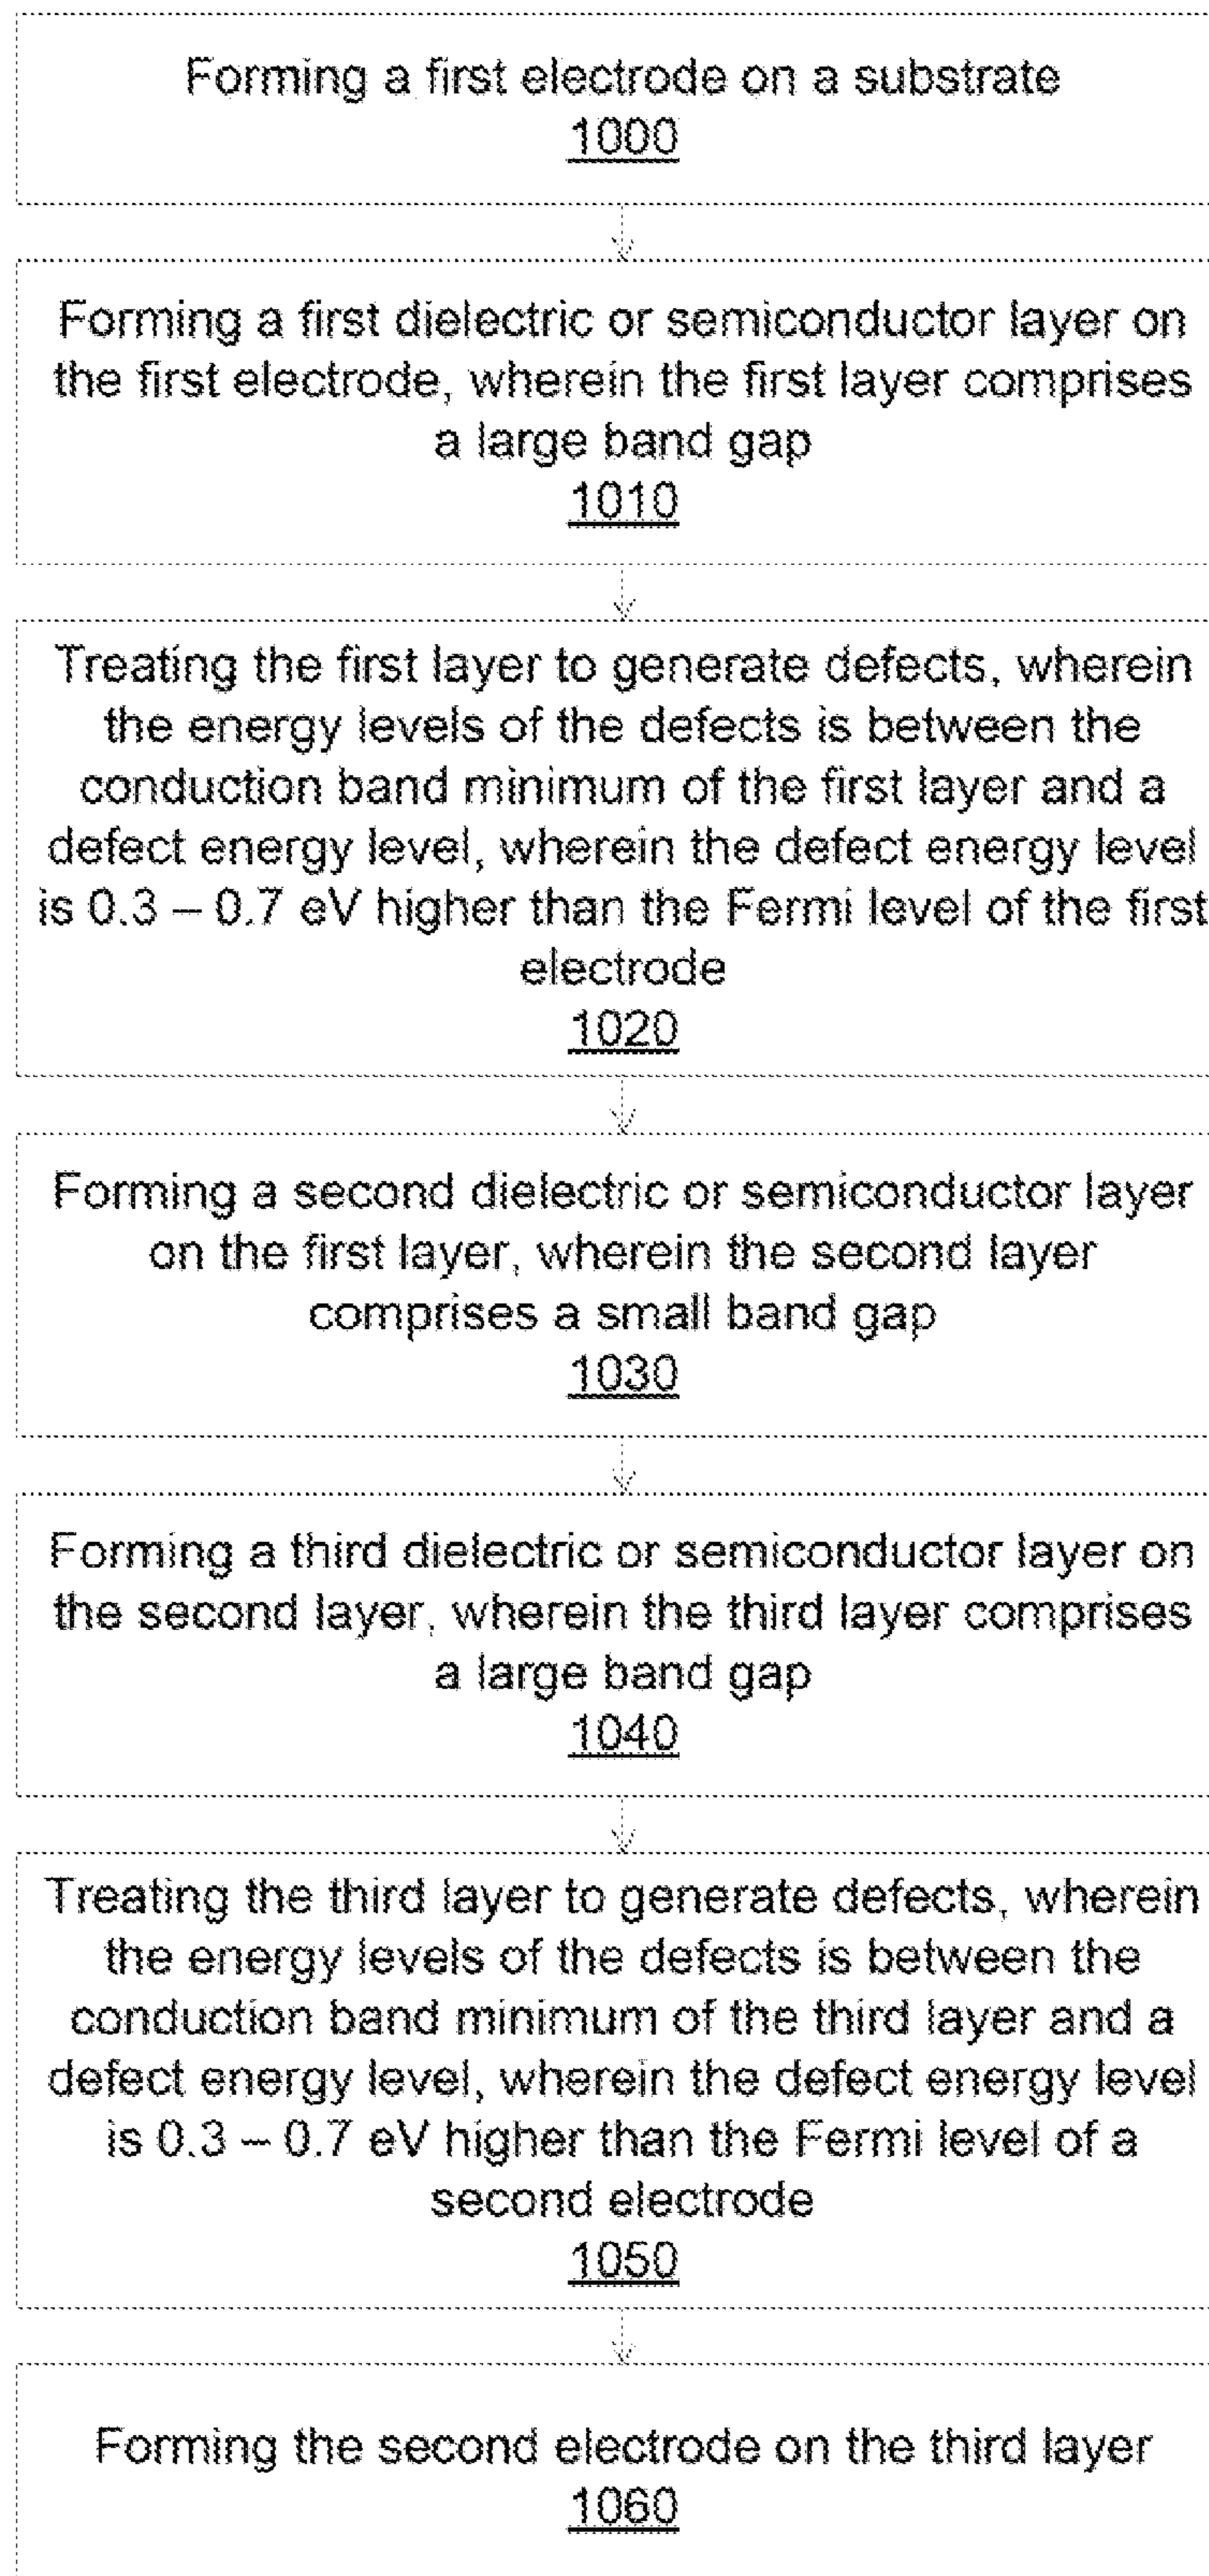 Forming a first electrode on a substrate
1000
Forming a first dielectric or semiconductor layer on
the first electrode, wherein the first layer comprises
a large band gap
1010
Treating the first layer to generate defects, wherein
the energy levels of the defects is between the
conduction band minimum of the first layer and a
defect energy level, wherein the defect energy level
is 0.3 – 0.7 eV higher than the Fermi level of the first
electrode
1020
Forming a second dielectric or semiconductor layer
on the first layer, wherein the second layer
comprises a small band gap
1030
Forming a third dielectric or semiconductor layer on
the second layer, wherein the third layer comprises
a large band gap
1040
Treating the third layer to generate defects, wherein
the energy levels of the defects is between the
conduction band minimum of the third layer and a
defect energy level, wherein the defect energy level
is 0.3 – 0.7 eV higher than the Fermi level of a
second electrode
1050
Forming the second electrode on the third layer
1060